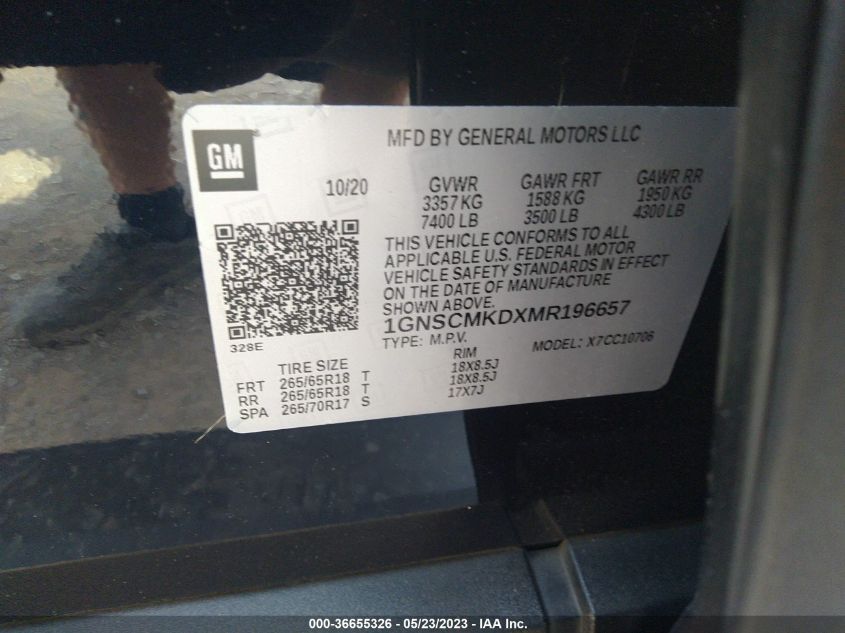 GM
MFD BY GENERAL MOTORS LLC
10/20
GVWR GAWR FRT GAWR RR
3357 KG 1588 KG 1950 KG
7400 LB 3500 LB 4300 LB
THIS VEHICLE CONFORMS TO ALL
APPLICABLE U.S. FEDERAL MOTOR
VEHICLE SAFETY STANDARDS IN EFFECT
ON THE DATE OF MANUFACTURE
SHOWN ABOVE.
1GNSCMKDXMR196657
TYPE: M.P.V. MODEL: X7CC10706
328E
TIRE SIZE RIM
FRT 265/65R18 T 18X8.5J
RR 265/65R18 T 18X8.5J
SPA 265/70R17 S 17X7J
000-36655326 - 05/23/2023 - IAA Inc.